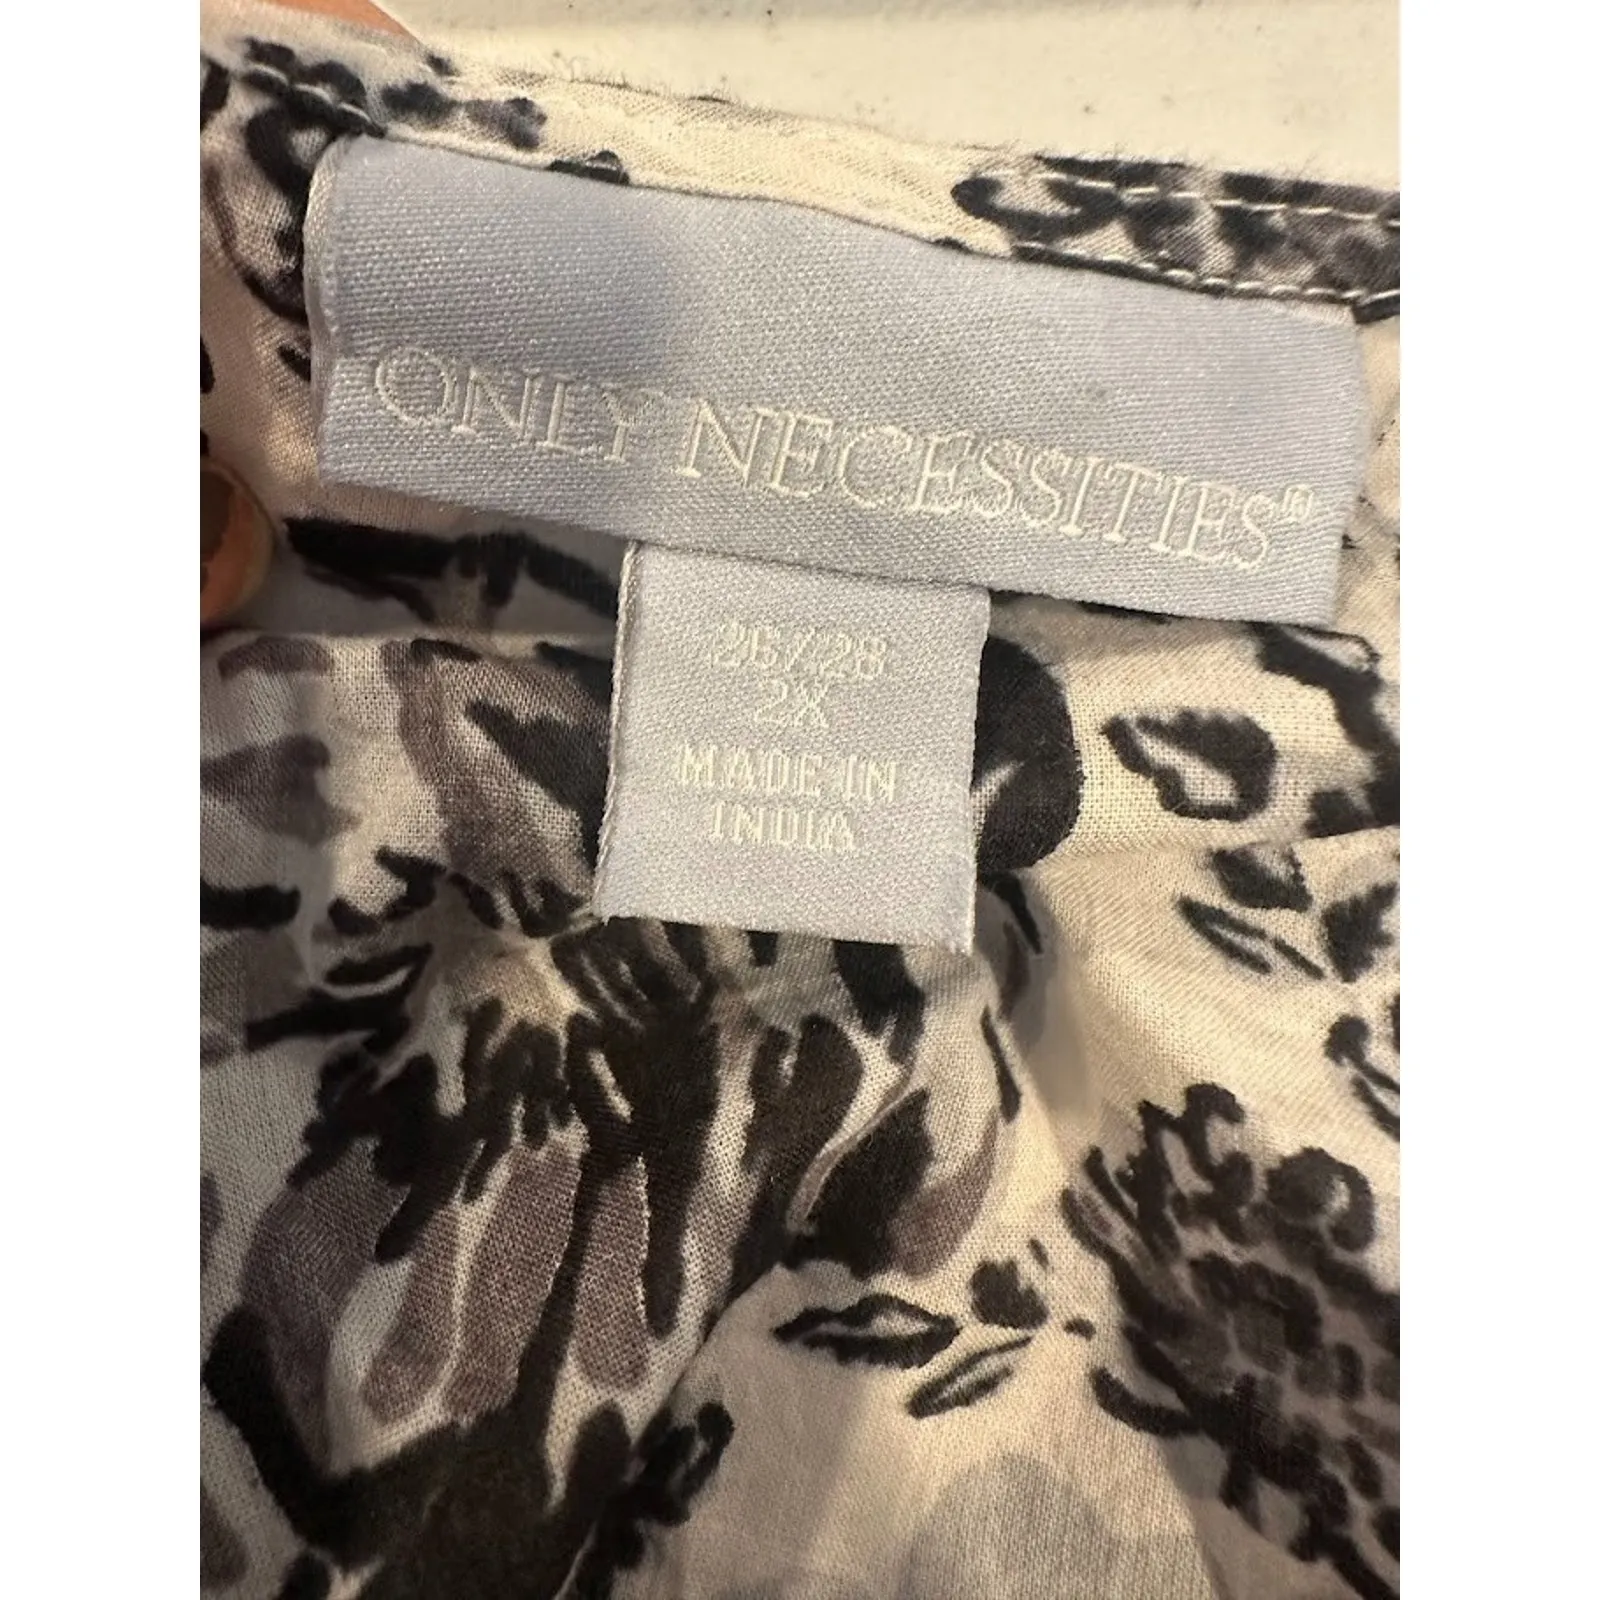 ONLY NECESSITIES®
26/28
2X
MADE IN
INDIA